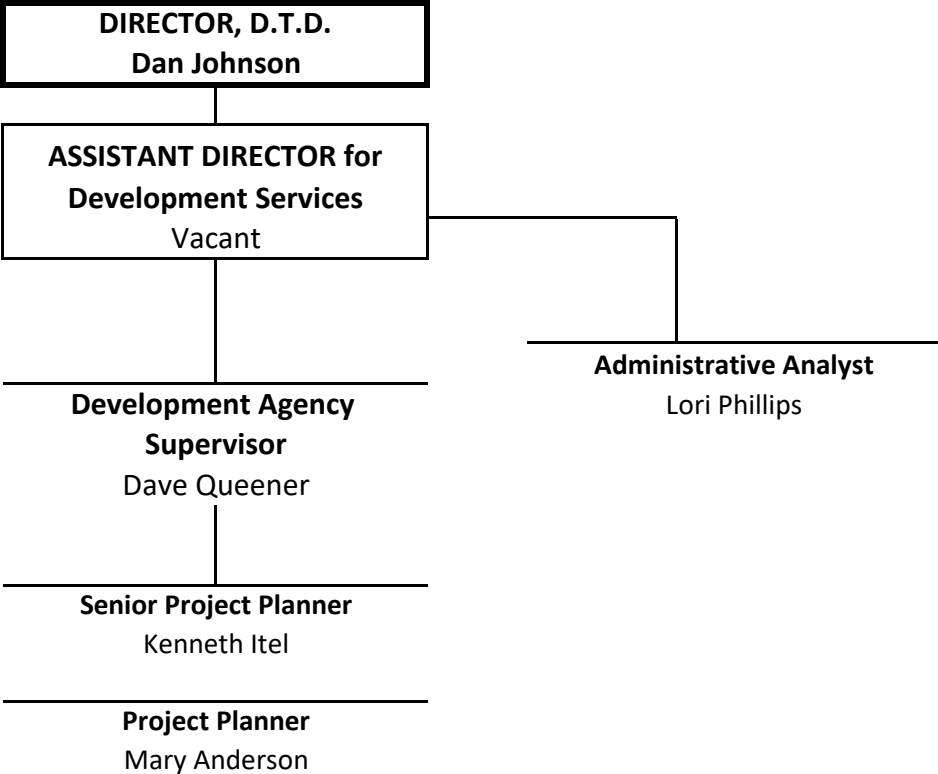 DIRECTOR, D.T.D.
Dan Johnson
ASSISTANT DIRECTOR for
Development Services
Vacant
Administrative Analyst
Lori Phillips
Development Agency
Supervisor
Dave Queener
Senior Project Planner
Kenneth Itel
Project Planner
Mary Anderson